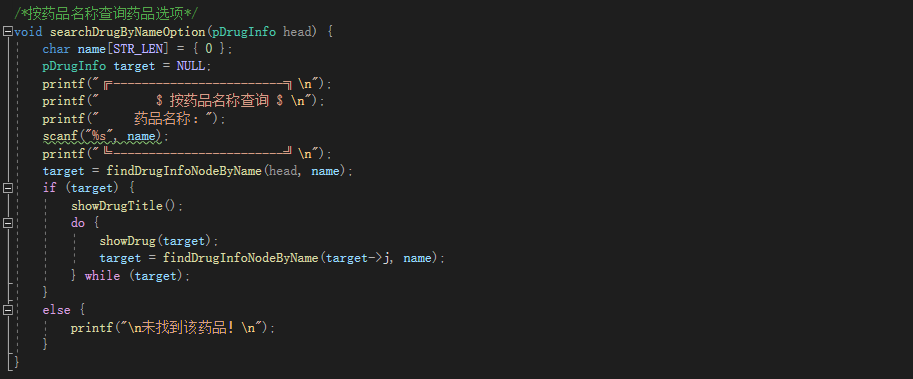 /*按药品名称查询药品选项*/
void searchDrugByNameOption(pDrugInfo head) {
char name[STR_LEN] = { 0 };
pDrugInfo target = NULL;
printf("╔------------------------╗\n");
printf("        $ 按药品名称查询 $ \n");
printf("     药品名称：");
scanf("%s", name);
printf("╚------------------------╝\n");
target = findDrugInfoNodeByName(head, name);
if (target) {
showDrugTitle();
do {
showDrug(target);
target = findDrugInfoNodeByName(target->j, name);
} while (target);
}
else {
printf("\n未找到该药品！\n");
}
}